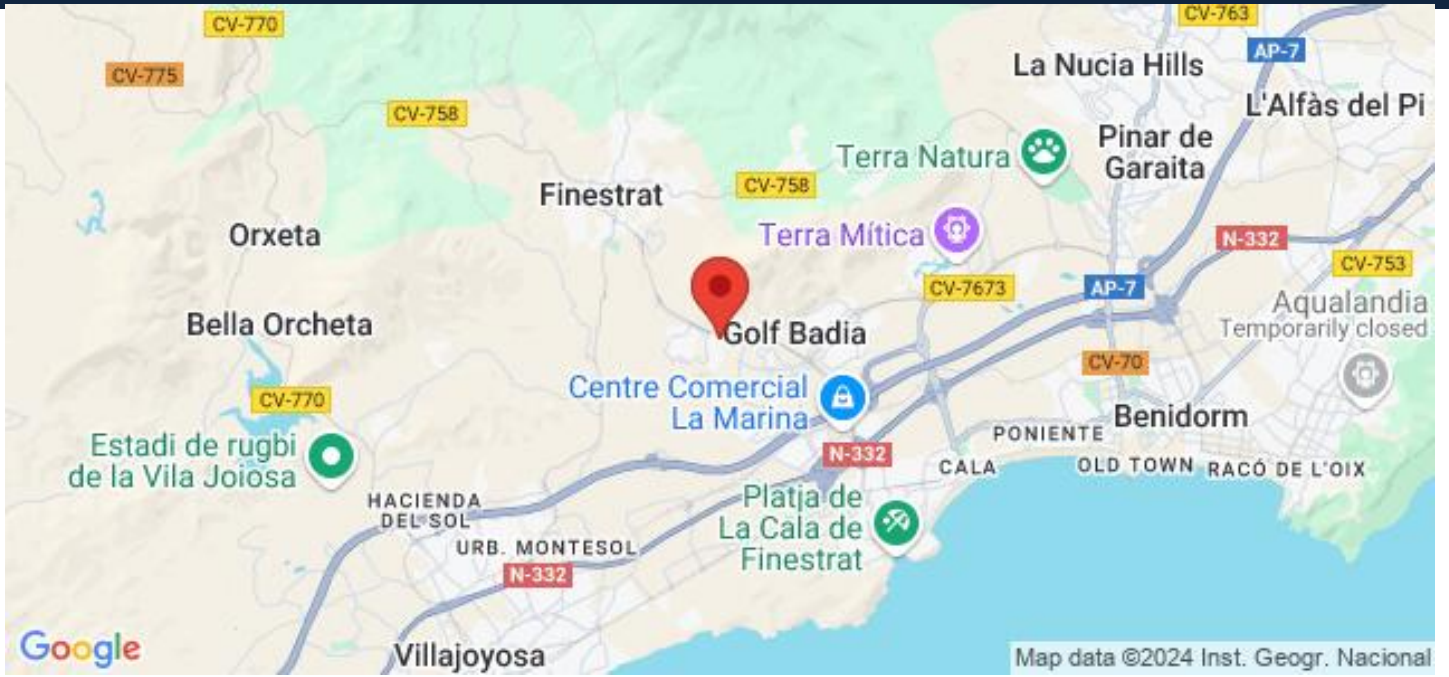 CV-770
CV-763
AP-7
La Nucia Hills
CV-775
L'Alfàs del Pi
CV-758
Pinar de
Garaita
Terra Natura
CV-758
Finestrat
Orxeta
Terra Mítica
N-332
CV-753
CV-7673
AP-7
Aqualandia
Temporarily closed
Bella Orcheta
Golf Badia
CV-70
Centre Comercial
La Marina
CV-770
Benidorm
PONIENTE
Estadi de rugbi
de la Vila Joiosa
N-332
CALA
OLD TOWN
RACÓ DE L'OIX
HACIENDA
DEL SOL
Platja de
La Cala de
Finestrat
URB. MONTESOL
N-332
Google
Villajoyosa
Map data ©2024 Inst. Geogr. Nacional